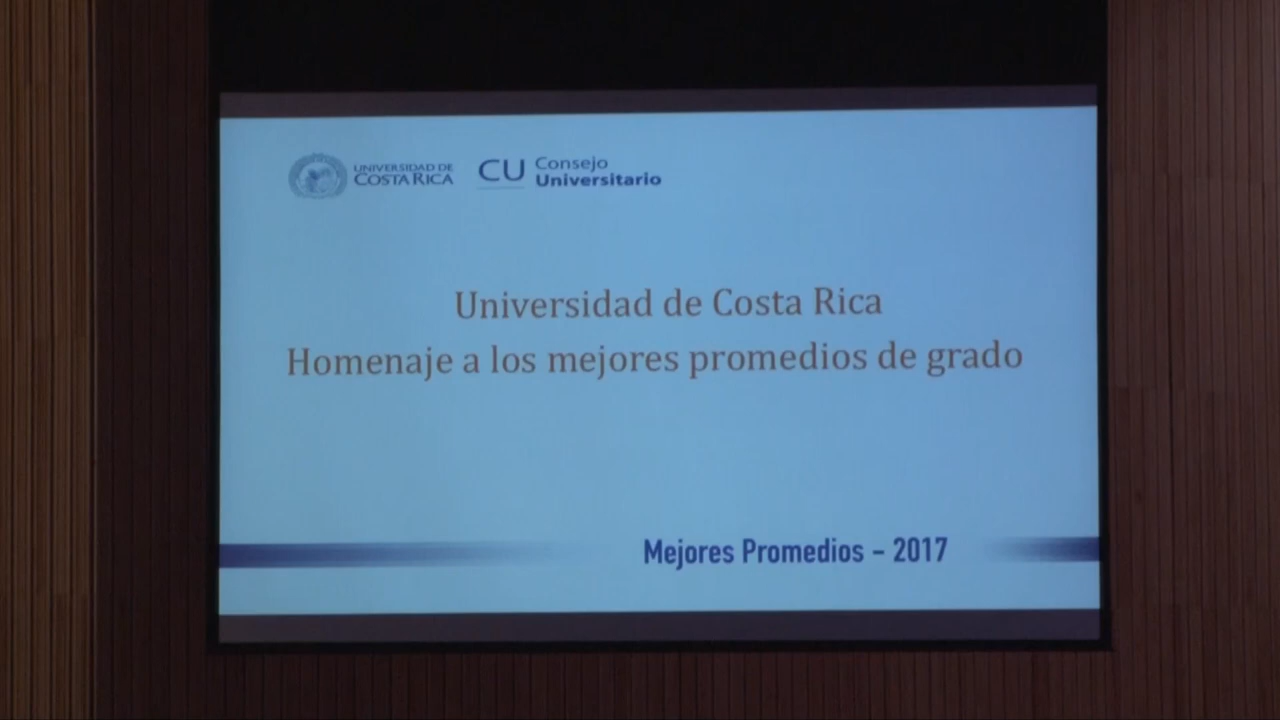 UNIVERSIDAD DE
COSTA RICA
CU
Consejo
Universitario
Universidad de Costa Rica
Homenaje a los mejores promedios de grado
Mejores Promedios - 2017